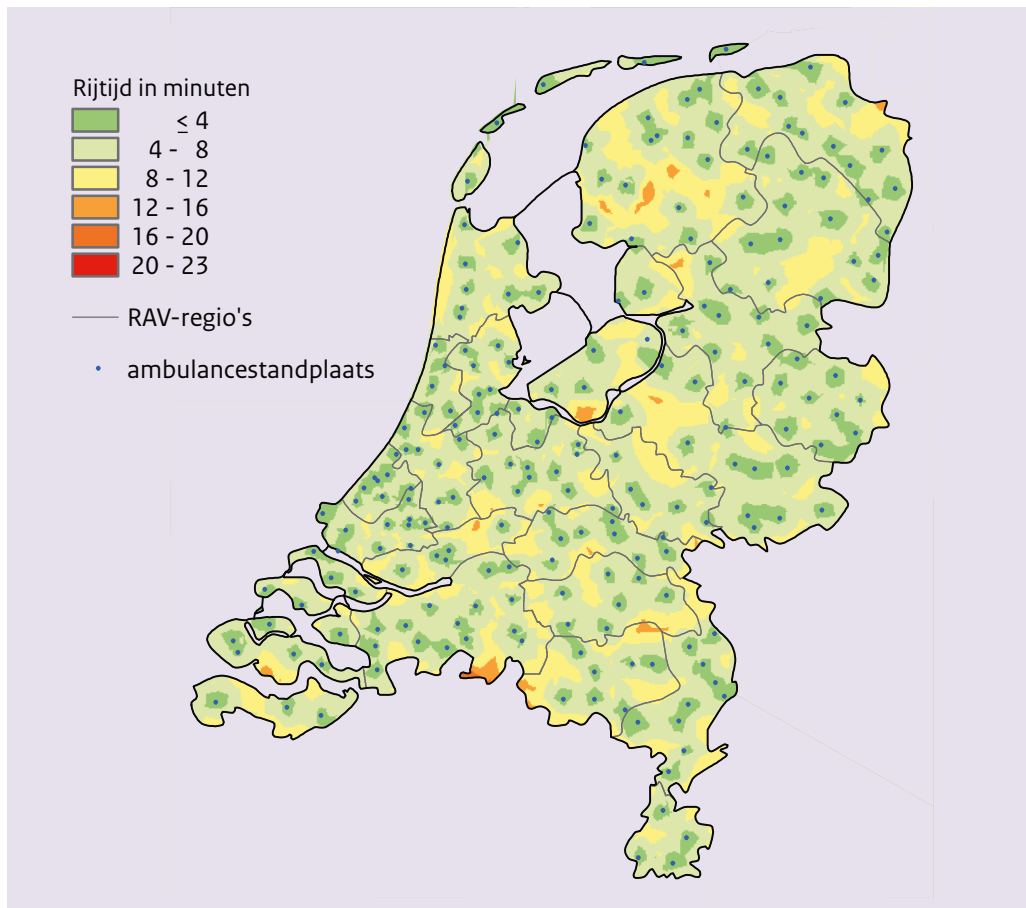 Rijtijd in minuten
≤ 4
4 - 8
8 - 12
12 - 16
16 - 20
20 - 23
RAV-regio's
ambulancestandplaats